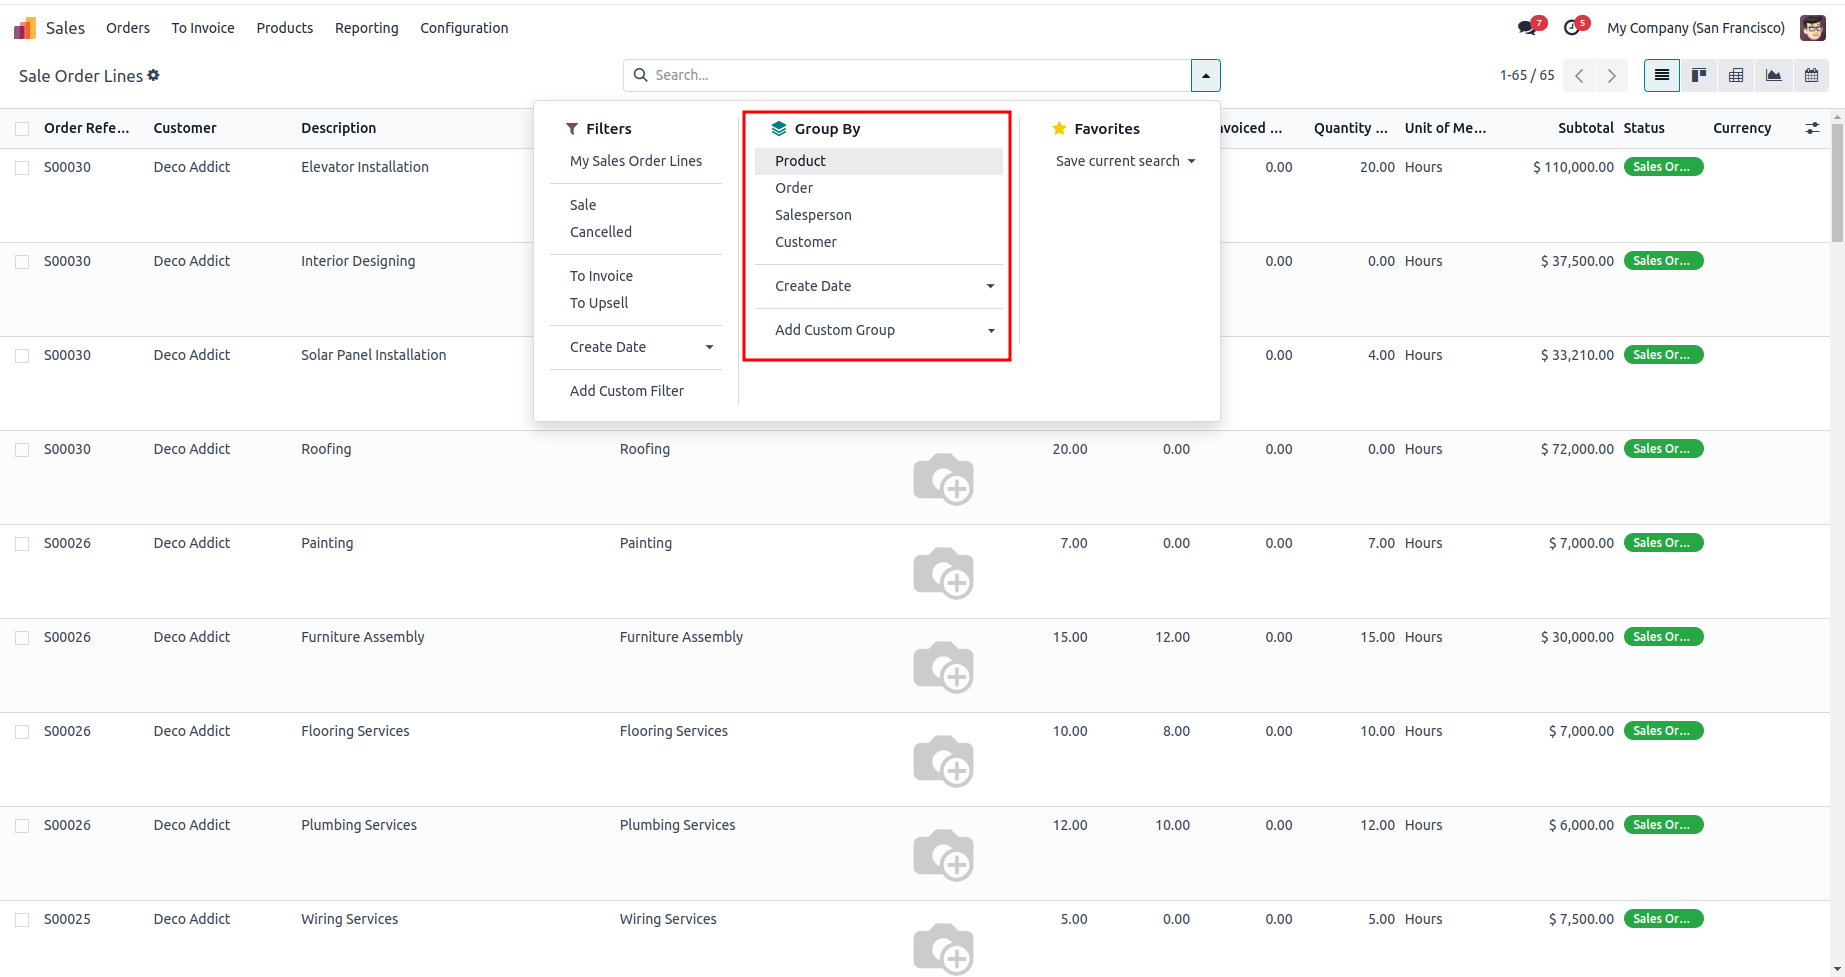 Sales Orders To Invoice Products Reporting Configuration 7 5 My Company (San Francisco)
Sale Order Lines Search... 1-65 / 65
Order Refe... Customer Description voiced ... Quantity ... Unit of Me... Subtotal Status Currency
Filters
My Sales Order Lines
Sale
Cancelled
To Invoice
To Upsell
Create Date
Add Custom Filter
Group By
Product
Order
Salesperson
Customer
Create Date
Add Custom Group
Favorites
Save current search
S00030 Deco Addict Elevator Installation 0.00 20.00 Hours $ 110,000.00 Sales Or...
S00030 Deco Addict Interior Designing 0.00 0.00 Hours $ 37,500.00 Sales Or...
S00030 Deco Addict Solar Panel Installation 0.00 4.00 Hours $ 33,210.00 Sales Or...
S00030 Deco Addict Roofing Roofing 20.00 0.00 0.00 0.00 Hours $ 72,000.00 Sales Or...
S00026 Deco Addict Painting Painting 7.00 0.00 0.00 7.00 Hours $ 7,000.00 Sales Or...
S00026 Deco Addict Furniture Assembly Furniture Assembly 15.00 12.00 0.00 15.00 Hours $ 30,000.00 Sales Or...
S00026 Deco Addict Flooring Services Flooring Services 10.00 8.00 0.00 10.00 Hours $ 7,000.00 Sales Or...
S00026 Deco Addict Plumbing Services Plumbing Services 12.00 10.00 0.00 12.00 Hours $ 6,000.00 Sales Or...
S00025 Deco Addict Wiring Services Wiring Services 5.00 0.00 0.00 5.00 Hours $ 7,500.00 Sales Or...